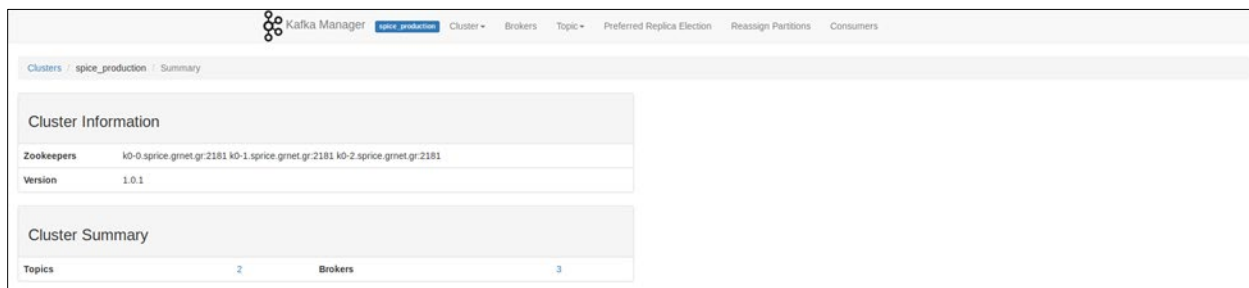 Kafka Manager spice_production Cluster Brokers Topic Preferred Replica Election Reassign Partitions Consumers
Clusters / spice_production / Summary
Cluster Information
Zookeepers k0-0.sprice.grnet.gr:2181 k0-1.sprice.grnet.gr:2181 k0-2.sprice.grnet.gr:2181
Version 1.0.1
Cluster Summary
Topics 2 Brokers 3